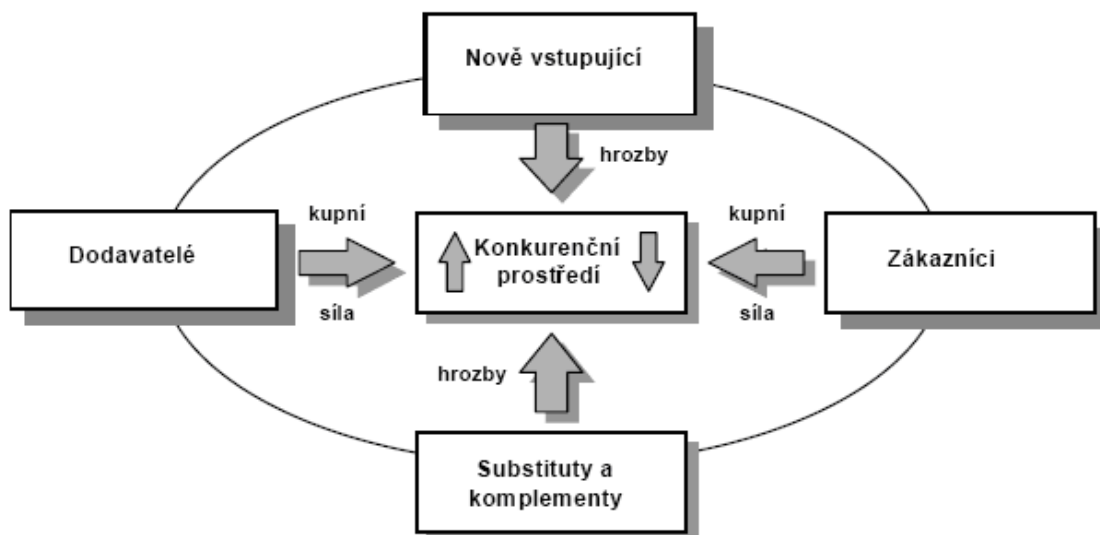 Nově vstupující
hrozby
kupní
kupní
Dodavatelé
Konkurenční
prostředí
Zákazníci
síla
síla
hrozby
Substituty a
komplementy